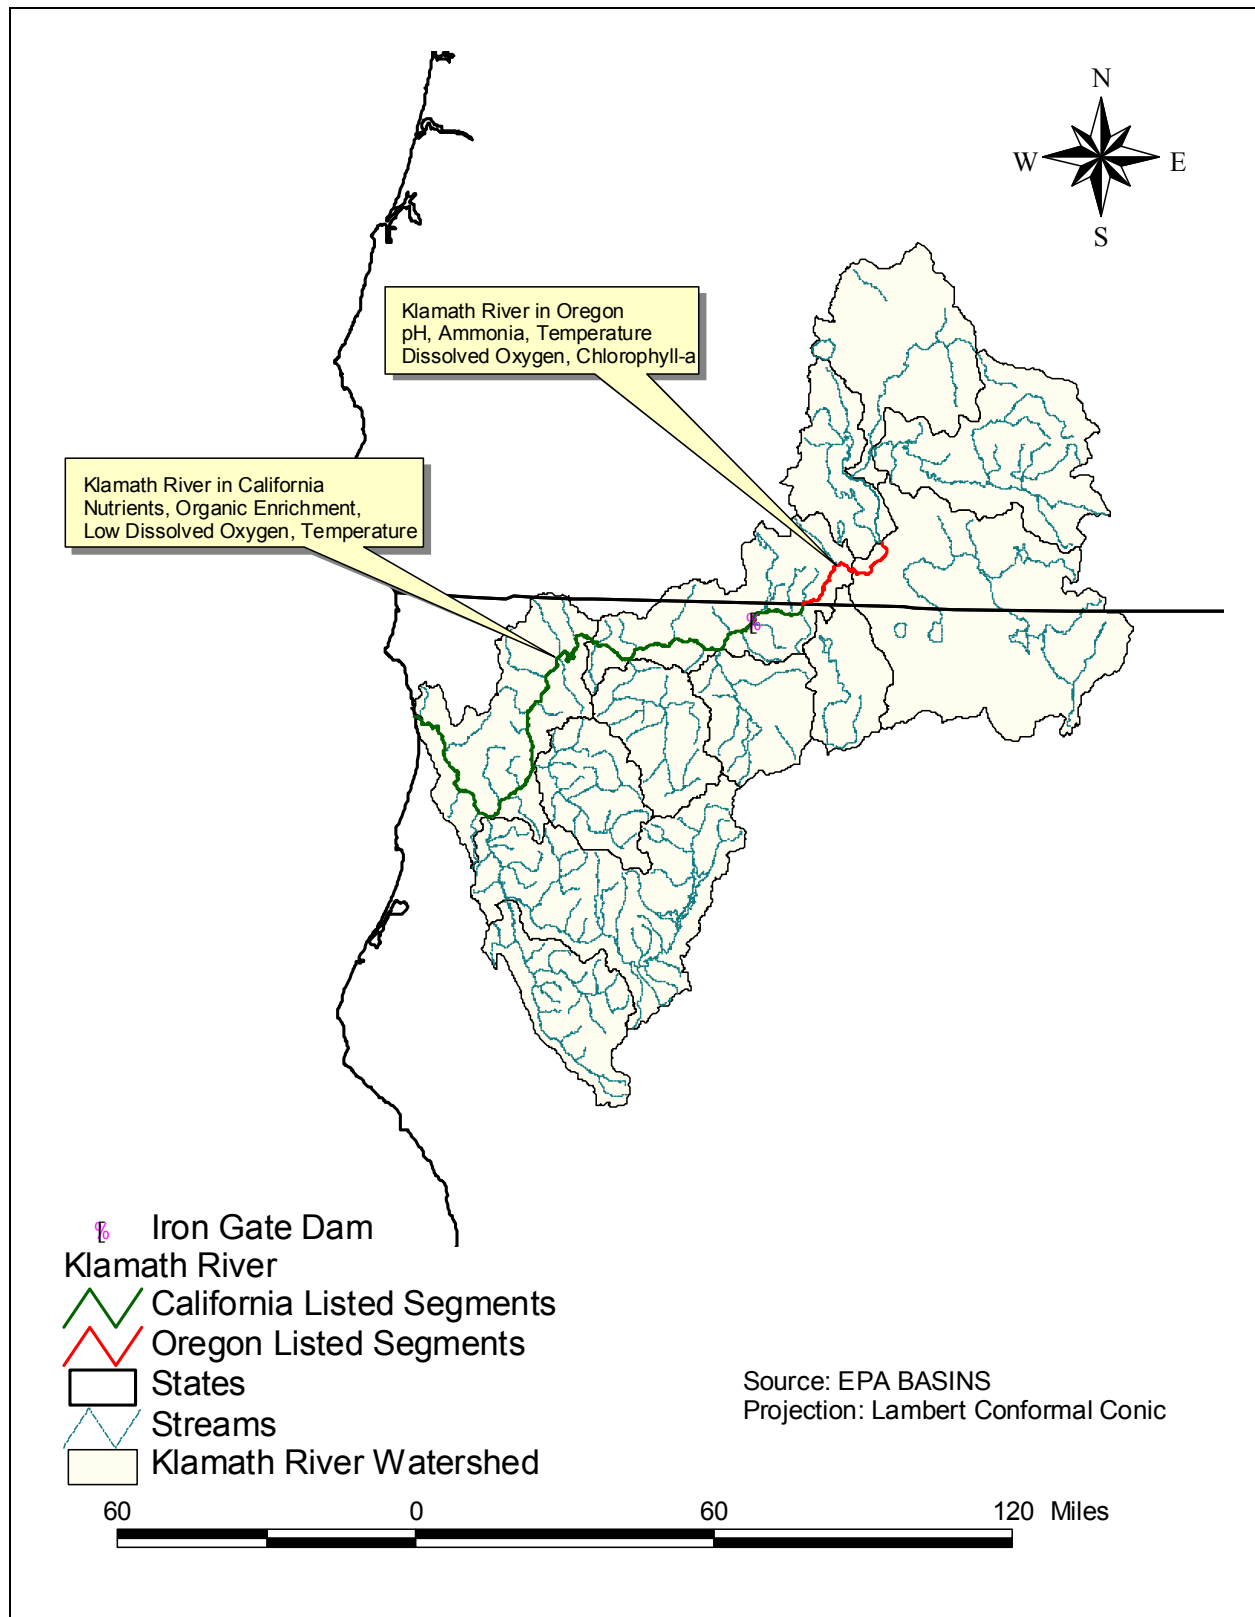 N
W E
S
Klamath River in Oregon
pH, Ammonia, Temperature
Dissolved Oxygen, Chlorophyll-a
Klamath River in California
Nutrients, Organic Enrichment,
Low Dissolved Oxygen, Temperature
Iron Gate Dam
Klamath River
California Listed Segments
Oregon Listed Segments
States
Streams
Klamath River Watershed
Source: EPA BASINS
Projection: Lambert Conformal Conic
60 0 60 120 Miles